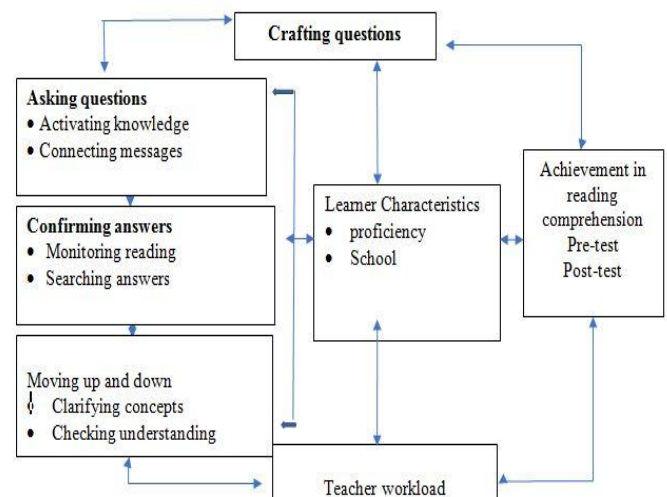 Crafting questions
Asking questions
• Activating knowledge
• Connecting messages
Confirming answers
• Monitoring reading
• Searching answers
Moving up and down
Clarifying concepts
• Checking understanding
Learner Characteristics
• proficiency
• School
Achievement in
reading
comprehension
Pre-test
Post-test
Teacher workload